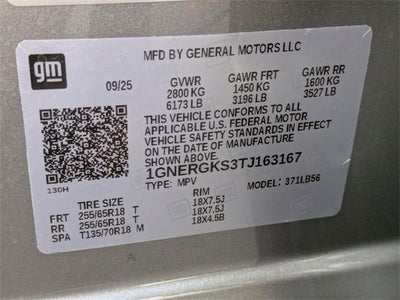 gm
MFD BY GENERAL MOTORS LLC
09/25 GVWR GAWR FRT GAWR RR
2800 KG 1450 KG 1600 KG
6173 LB 3196 LB 3527 LB
THIS VEHICLE CONFORMS TO ALL
APPLICABLE U.S. FEDERAL MOTOR
VEHICLE SAFETY STANDARDS IN EFFECT
ON THE DATE OF MANUFACTURE
SHOWN ABOVE.
1GNERGKS3TJ163167
130H TYPE: MPV MODEL: 371LB56
TIRE SIZE RIM
FRT 255/65R18 T 18X7.5J
RR 255/65R18 T 18X7.5J
SPA T135/70R18 M 18X4.5B